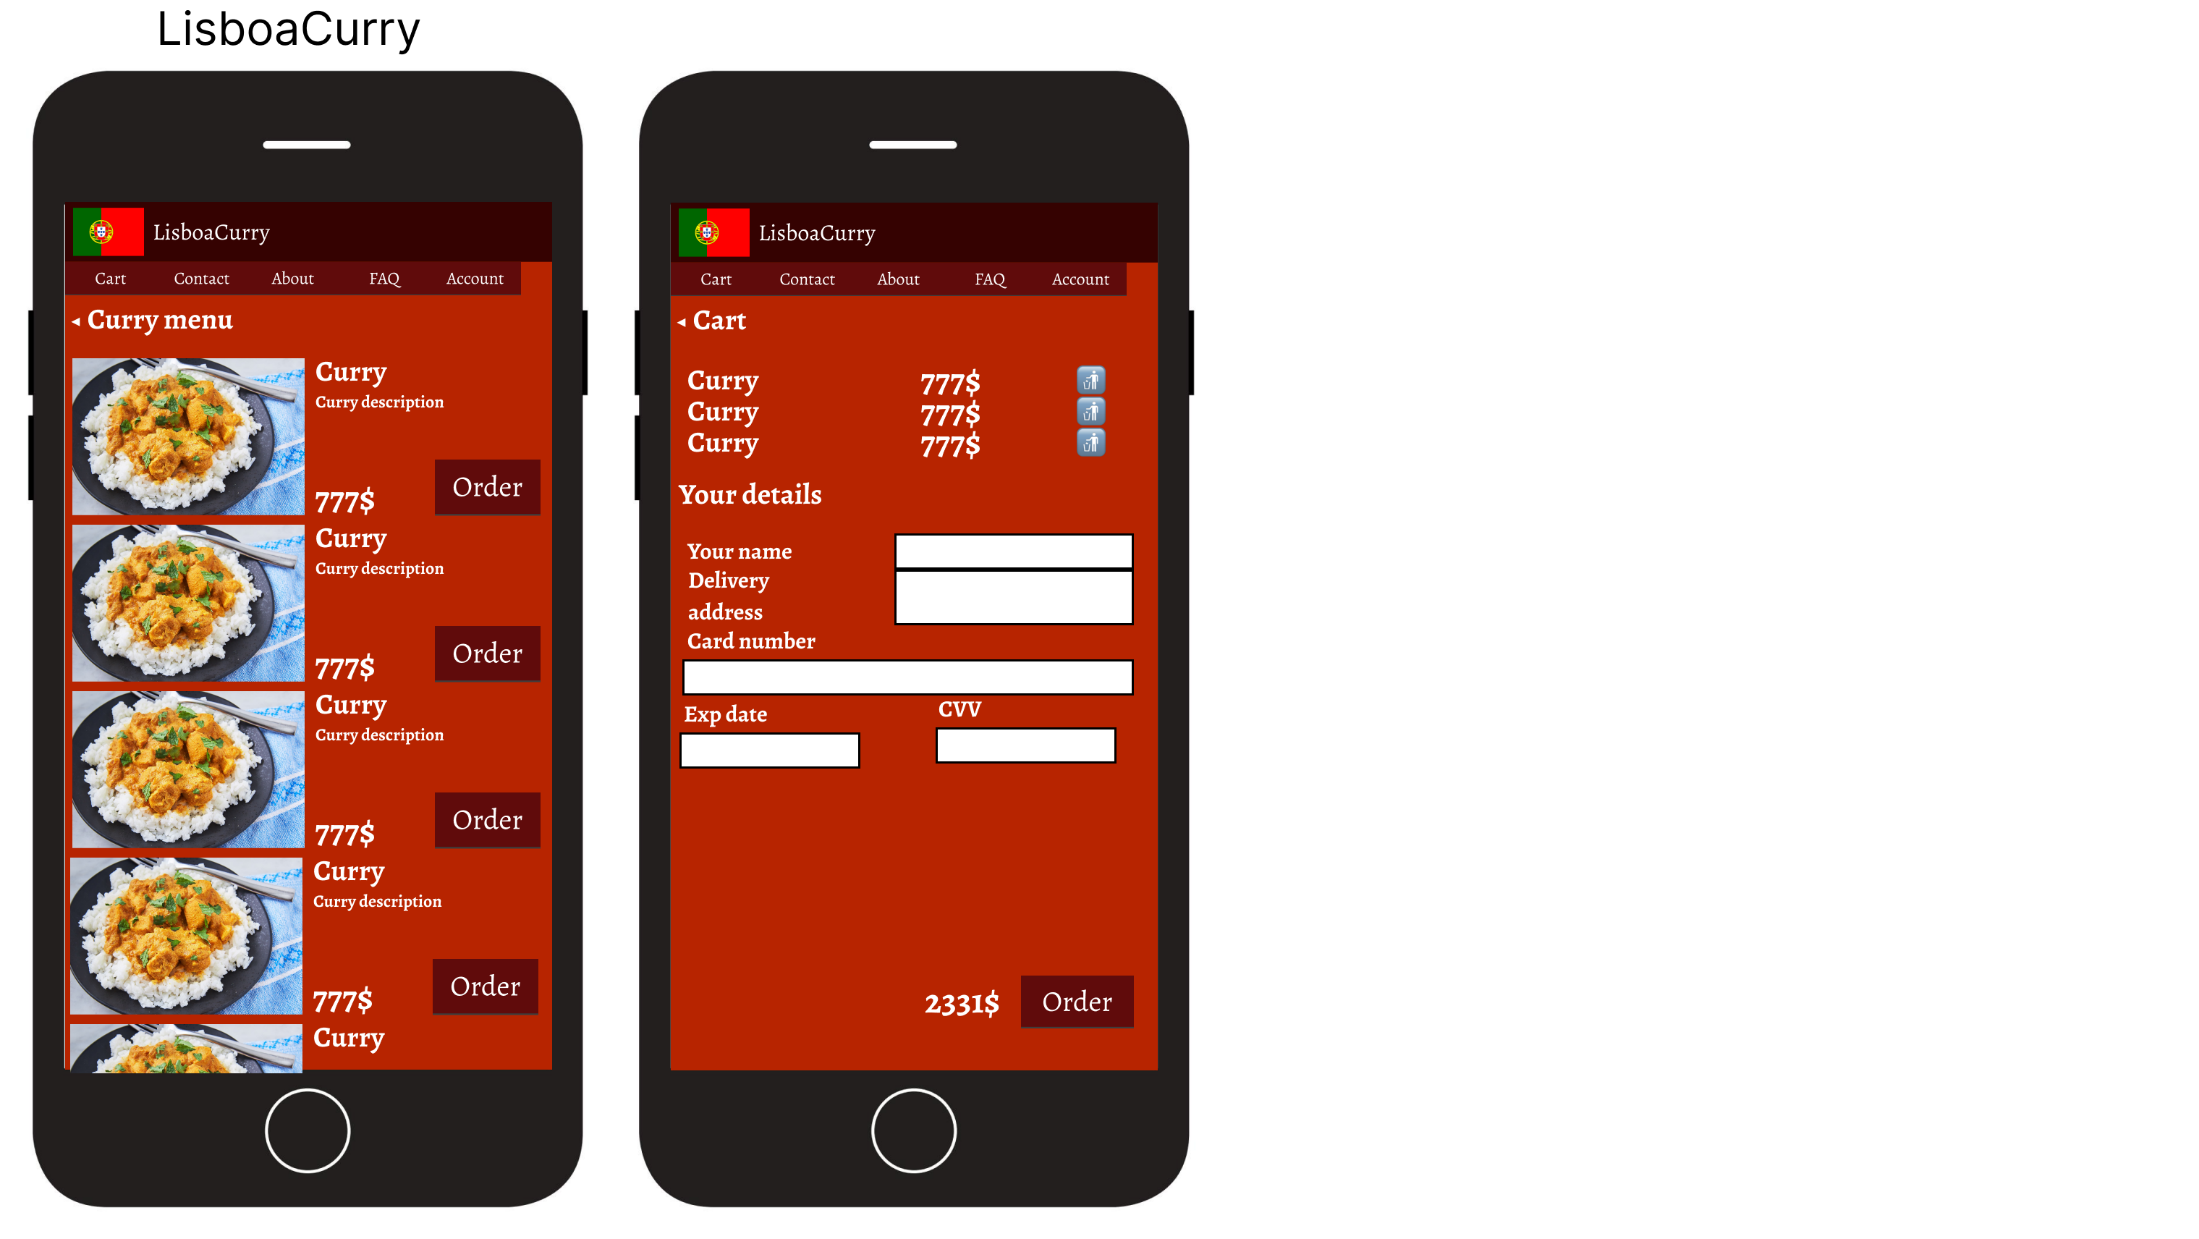 LisboaCurry
LisboaCurry
Cart Contact About FAQ Account
◂ Curry menu
Curry
Curry description
777$ Order
Curry
Curry description
777$ Order
Curry
Curry description
777$ Order
Curry
Curry description
777$ Order
Curry
LisboaCurry
Cart Contact About FAQ Account
◂ Cart
Curry 777$
Curry 777$
Curry 777$
Your details
Your name
Delivery
address
Card number
Exp date CVV
2331$ Order